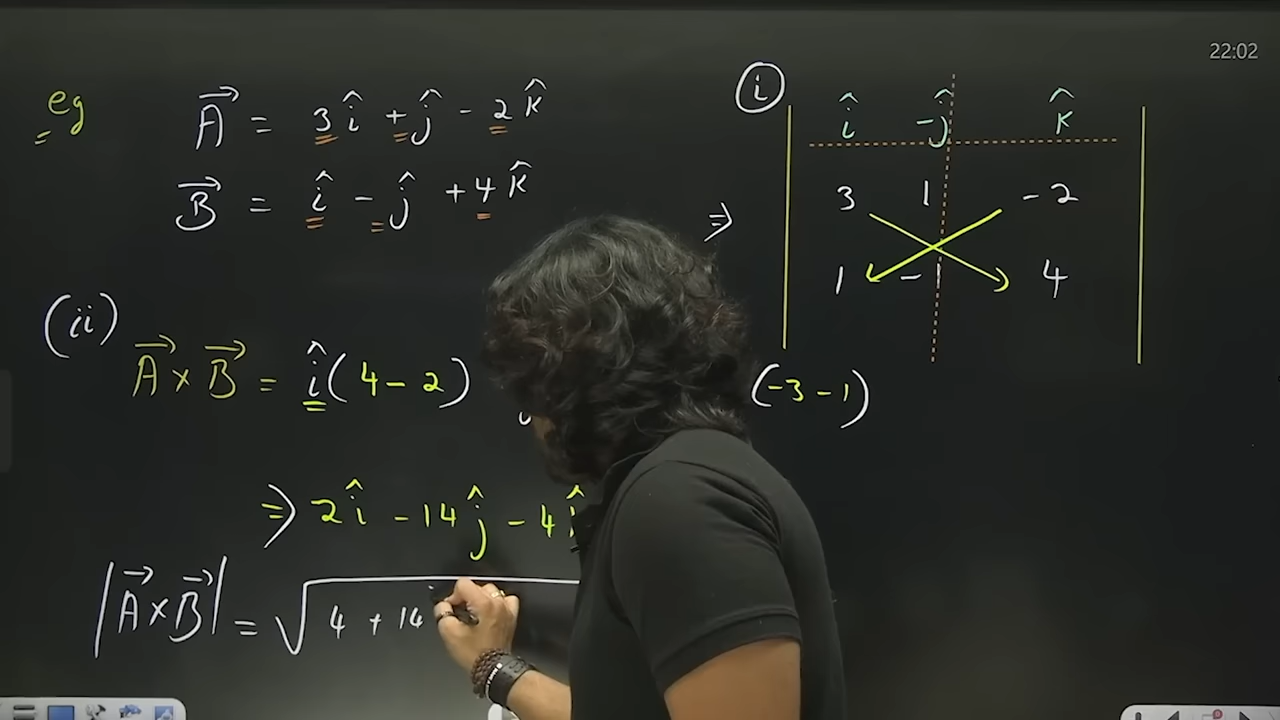 22:02
eg
A⃗ = 3î + ĵ - 2k̂
B⃗ = î - ĵ + 4k̂
(i)
î -ĵ k̂
3 1 -2
⇒
1 -1 4
(ii)
A⃗ × B⃗ = î(4 - 2) (-3 - 1)
⇒ 2î - 14ĵ - 4
|A⃗ × B⃗| = √4 + 14